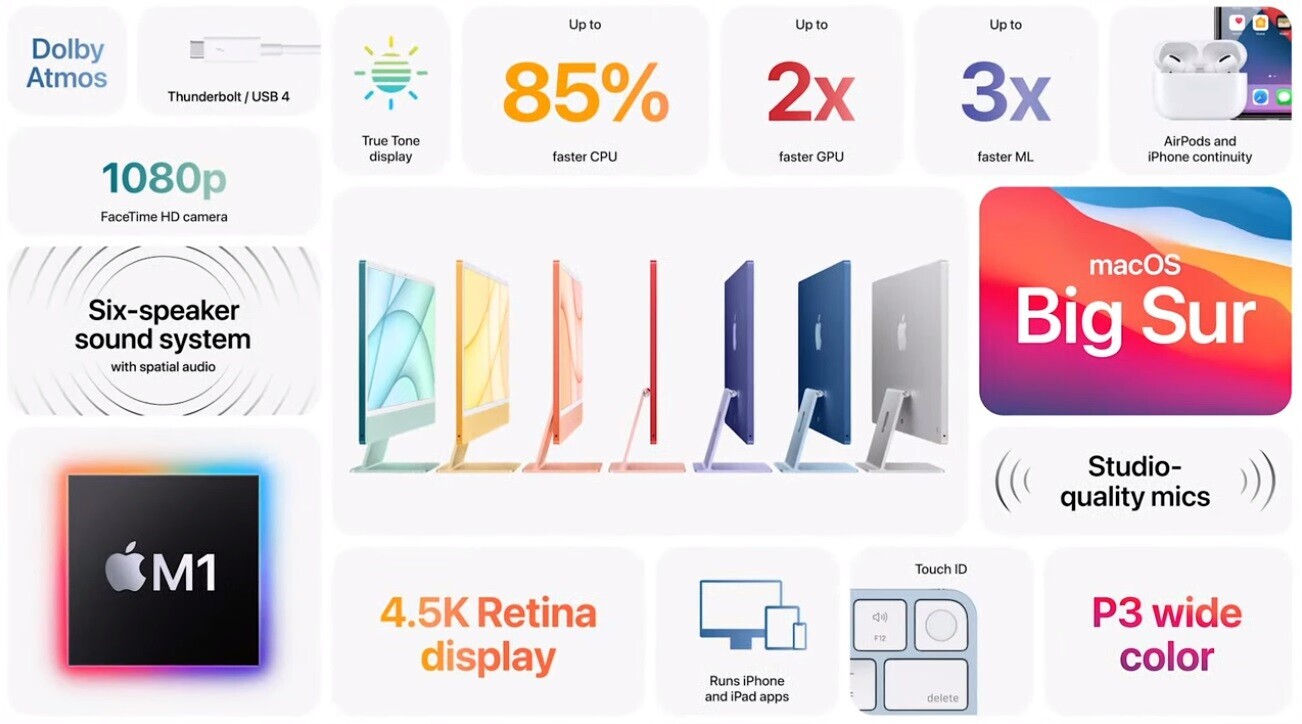 Dolby
Atmos
Thunderbolt / USB 4
True Tone
display
Up to
85%
faster CPU
Up to
2x
faster GPU
Up to
3x
faster ML
AirPods and
iPhone continuity
1080p
FaceTime HD camera
Six-speaker
sound system
with spatial audio
macOS
Big Sur
Studio-
quality mics
M1
4.5K Retina
display
Runs iPhone
and iPad apps
Touch ID
F12
delete
P3 wide
color